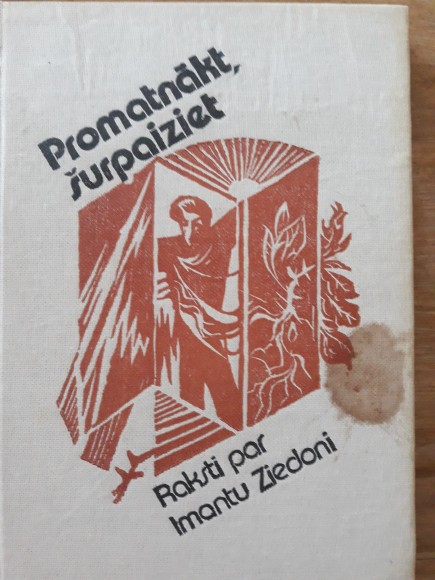 Promatnākt,
šurpaiziet
Raksti par
Imantu Ziedoni